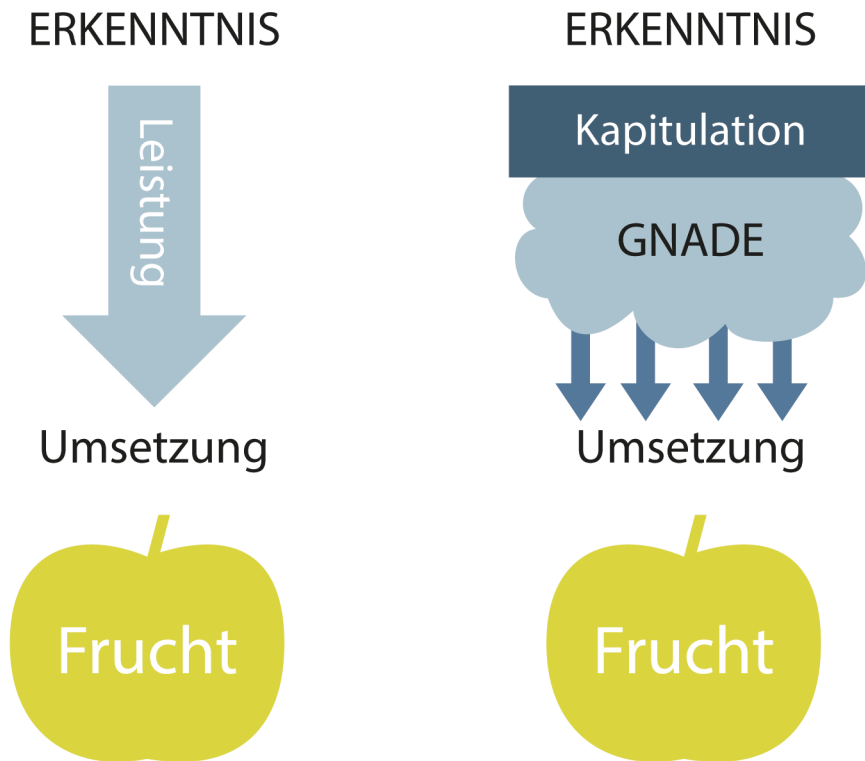 ERKENNTNIS
Leistung
Umsetzung
Frucht
ERKENNTNIS
Kapitulation
GNADE
Umsetzung
Frucht